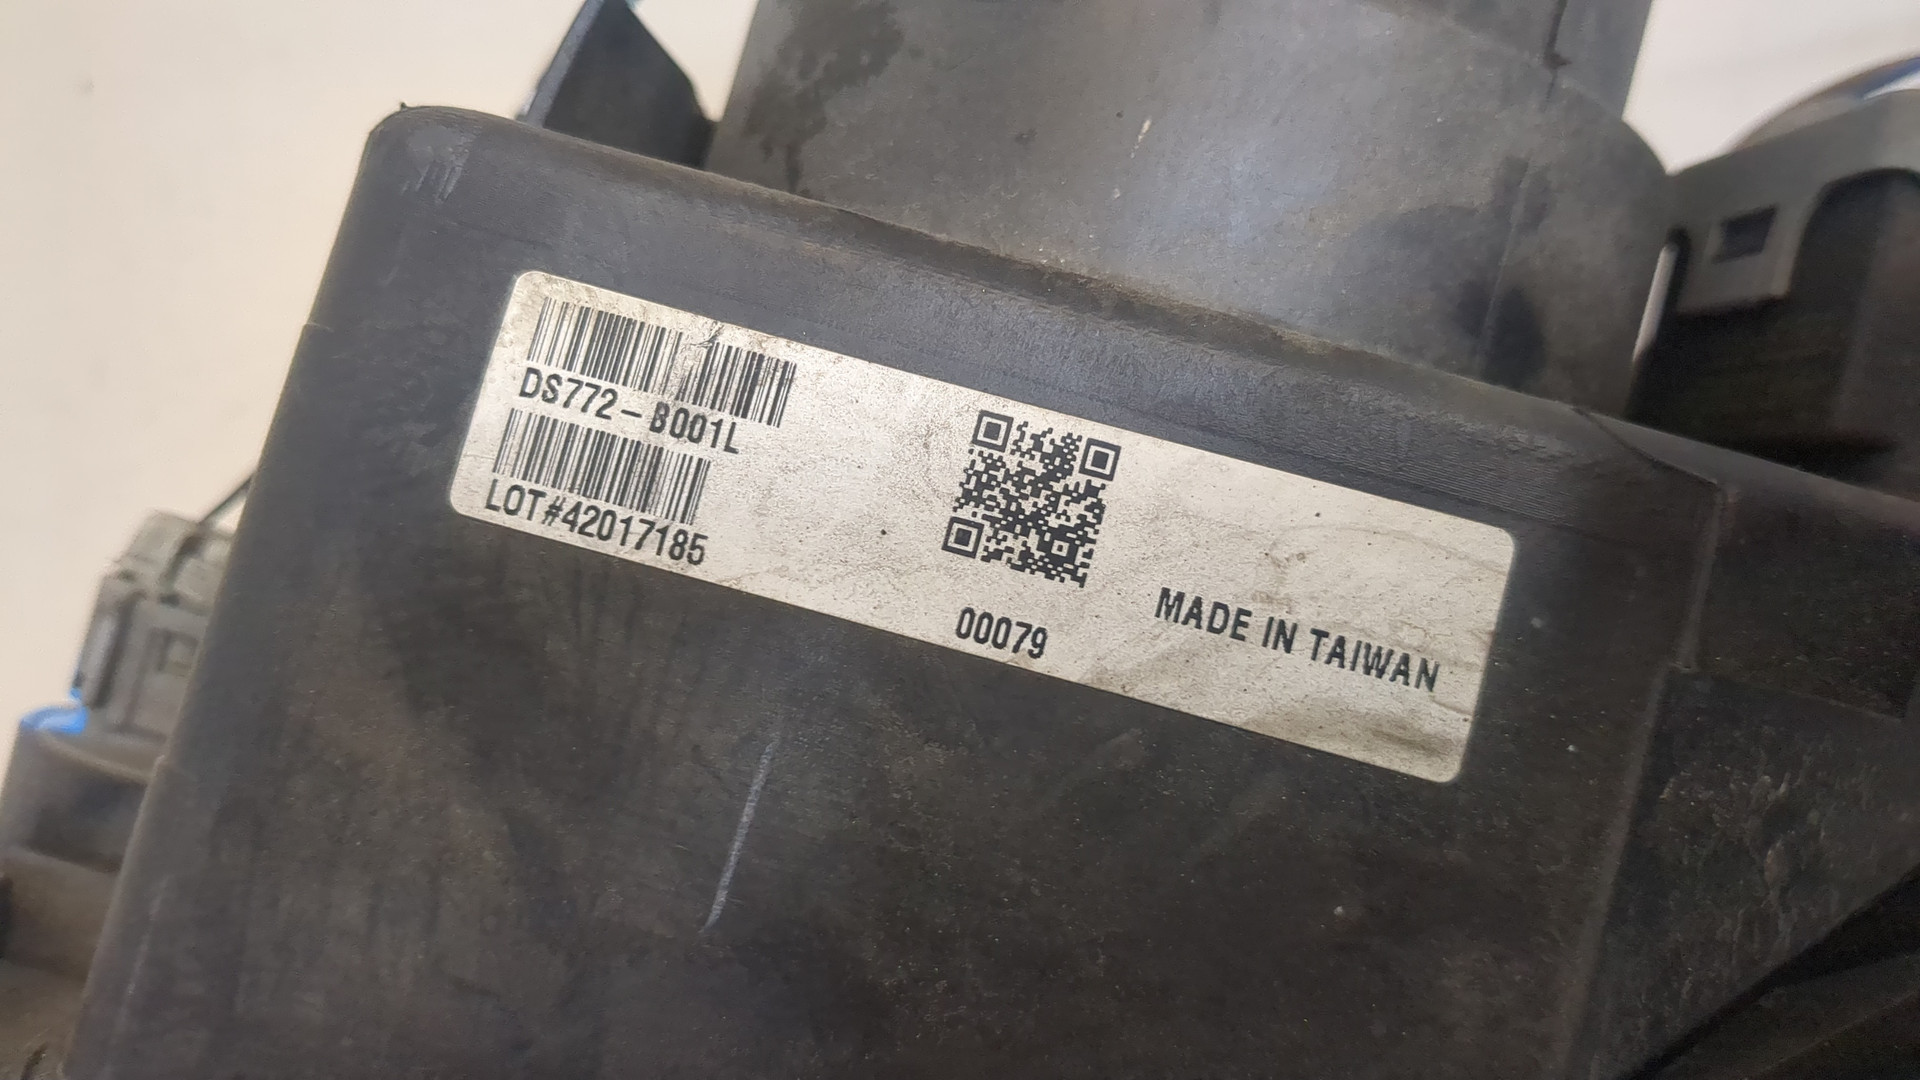 DS772-B001L
LOT#42017185
00079
MADE IN TAIWAN